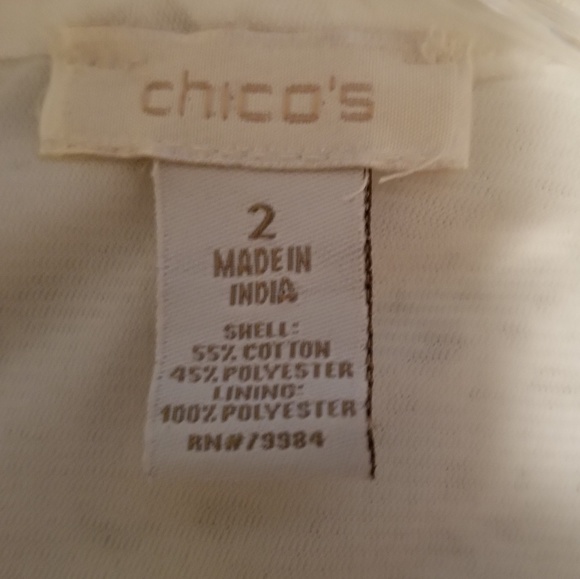 chico's
2
MADE IN
INDIA
SHELL:
55% COTTON
45% POLYESTER
LINING:
100% POLYESTER
RN# 79984